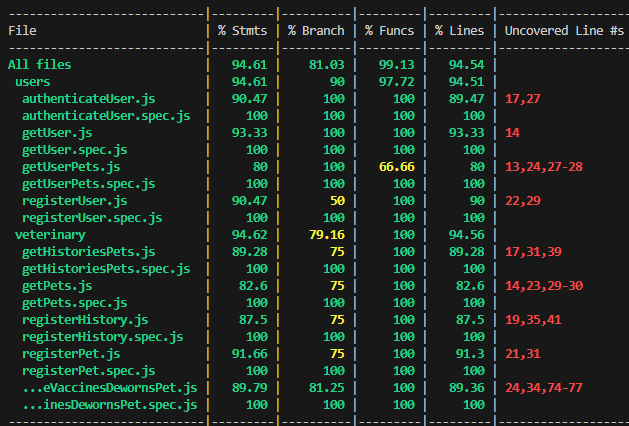 --------------------------|---------|----------|---------|---------|-------------------
File                      | % Stmts | % Branch | % Funcs | % Lines | Uncovered Line #s
--------------------------|---------|----------|---------|---------|-------------------
All files                 |   94.61 |    81.03 |   99.13 |   94.54 |
 users                    |   94.61 |       90 |   97.72 |   94.51 |
  authenticateUser.js     |   90.47 |      100 |     100 |   89.47 | 17,27
  authenticateUser.spec.js |     100 |      100 |     100 |     100 |
  getUser.js              |   93.33 |      100 |     100 |   93.33 | 14
  getUser.spec.js         |     100 |      100 |     100 |     100 |
  getUserPets.js          |      80 |      100 |   66.66 |      80 | 13,24,27-28
  getUserPets.spec.js     |     100 |      100 |     100 |     100 |
  registerUser.js         |   90.47 |       50 |     100 |      90 | 22,29
  registerUser.spec.js    |     100 |      100 |     100 |     100 |
 veterinary               |   94.62 |    79.16 |     100 |   94.56 |
  getHistoriesPets.js     |   89.28 |       75 |     100 |   89.28 | 17,31,39
  getHistoriesPets.spec.js |     100 |      100 |     100 |     100 |
  getPets.js              |    82.6 |       75 |     100 |    82.6 | 14,23,29-30
  getPets.spec.js         |     100 |      100 |     100 |     100 |
  registerHistory.js      |    87.5 |       75 |     100 |    87.5 | 19,35,41
  registerHistory.spec.js |     100 |      100 |     100 |     100 |
  registerPet.js          |   91.66 |       75 |     100 |    91.3 | 21,31
  registerPet.spec.js     |     100 |      100 |     100 |     100 |
  ...eVaccinesDewornsPet.js |   89.79 |    81.25 |     100 |   89.36 | 24,34,74-77
  ...inesDewornsPet.spec.js |     100 |      100 |     100 |     100 |
--------------------------|---------|----------|---------|---------|-------------------